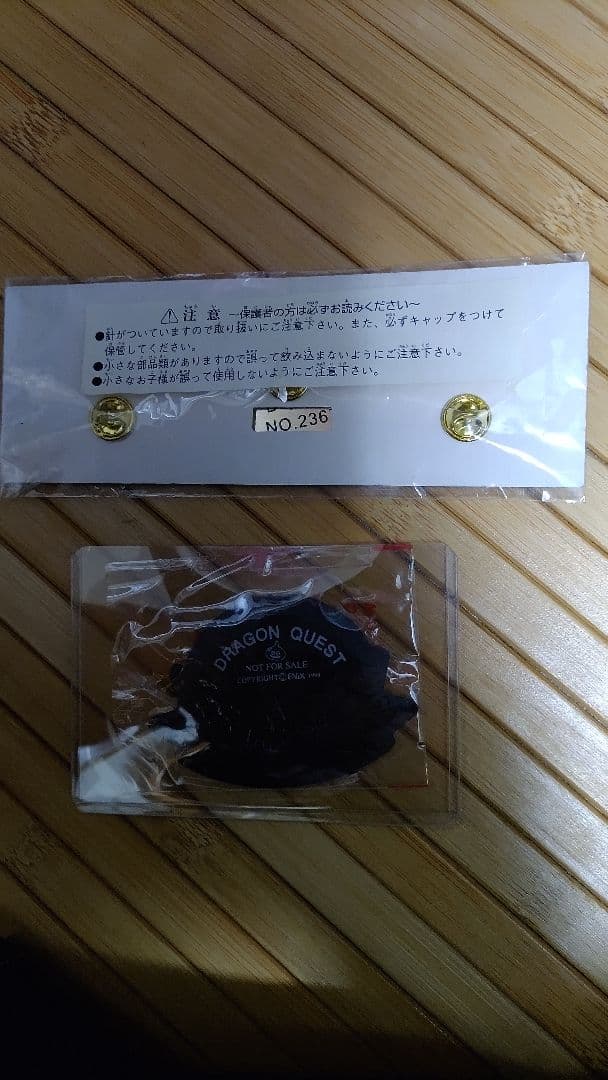 ⚠注 意 〜保護者の方は必ずお読みください〜
●針がついていますので取り扱いにご注意下さい。また、必ずキャップをつけて
保管してください。
●小さな部品類がありますので誤って飲み込まないようにご注意下さい。
●小さなお子様が誤って使用しないようにご注意下さい。
NO.236
DRAGON QUEST
NOT FOR SALE
COPYRIGHT©ENIX